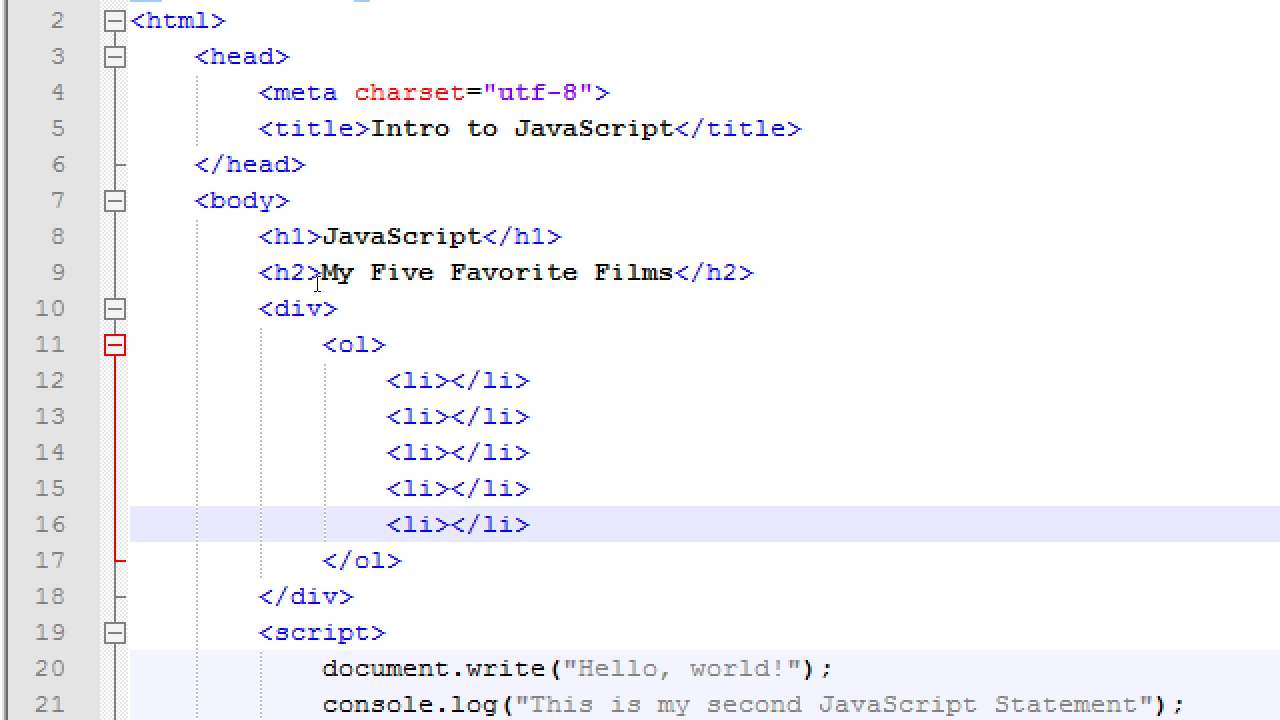 2 <html>
3 <head>
4 <meta charset="utf-8">
5 <title>Intro to JavaScript</title>
6 </head>
7 <body>
8 <h1>JavaScript</h1>
9 <h2>My Five Favorite Films</h2>
10 <div>
11 <ol>
12 <li></li>
13 <li></li>
14 <li></li>
15 <li></li>
16 <li></li>
17 </ol>
18 </div>
19 <script>
20 document.write("Hello, world!");
21 console.log("This is my second JavaScript Statement");